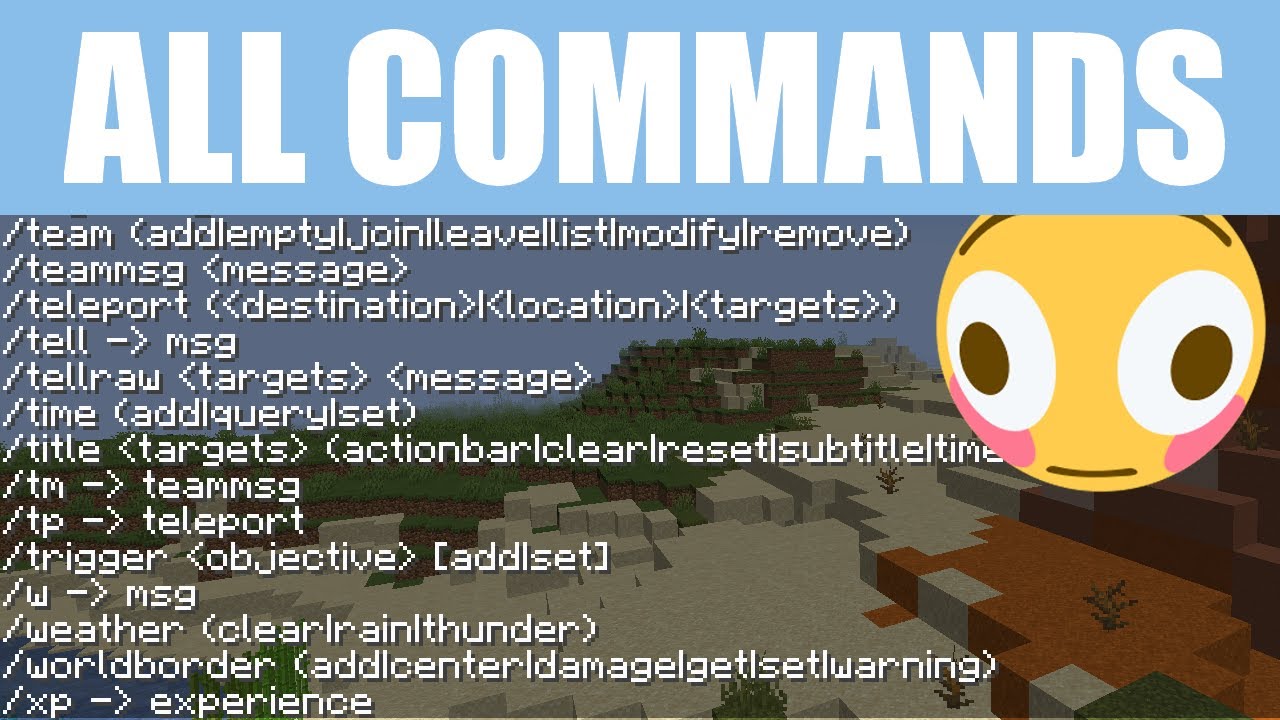 ALL COMMANDS
/team (add|empty|join|leave|list|modify|remove)
/teammsg <message>
/teleport (<destination>|<location>|<targets>)
/tell -> msg
/tellraw <targets> <message>
/time (add|query|set)
/title <targets> (actionbar|clear|reset|subtitle|time
/tm -> teammsg
/tp -> teleport
/trigger <objective> [add|set]
/w -> msg
/weather (clear|rain|thunder)
/worldborder (add|center|damage|get|set|warning)
/xp -> experience